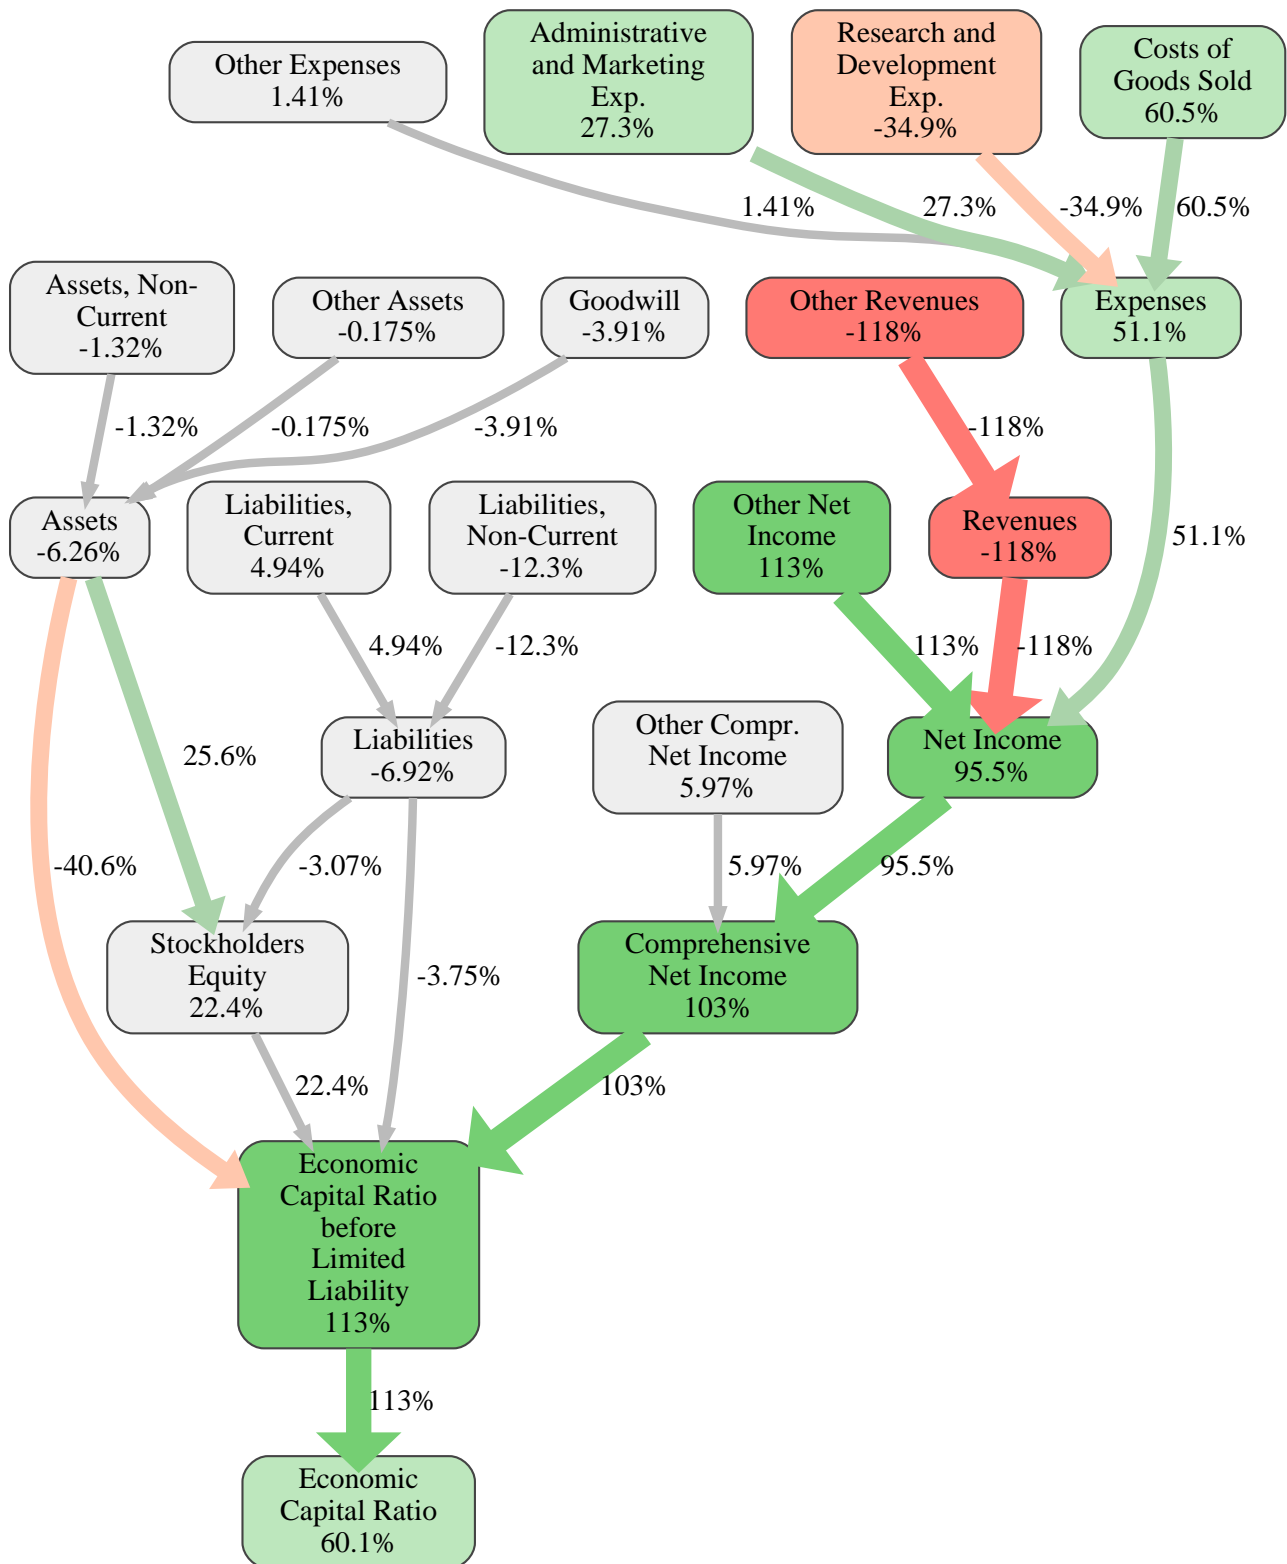 Other Expenses
1.41%
Administrative
and Marketing
Exp.
27.3%
Research and
Development
Exp.
-34.9%
Costs of
Goods Sold
60.5%
1.41%
27.3%
-34.9%
60.5%
Assets, Non-
Current
-1.32%
Other Assets
-0.175%
Goodwill
-3.91%
Other Revenues
-118%
Expenses
51.1%
-1.32%
-0.175%
-3.91%
-118%
Assets
-6.26%
Liabilities,
Current
4.94%
Liabilities,
Non-Current
-12.3%
Other Net
Income
113%
Revenues
-118%
51.1%
4.94%
-12.3%
113%
-118%
25.6%
Liabilities
-6.92%
Other Compr.
Net Income
5.97%
Net Income
95.5%
-40.6%
-3.07%
5.97%
95.5%
Stockholders
Equity
22.4%
-3.75%
Comprehensive
Net Income
103%
22.4%
103%
Economic
Capital Ratio
before
Limited
Liability
113%
113%
Economic
Capital Ratio
60.1%